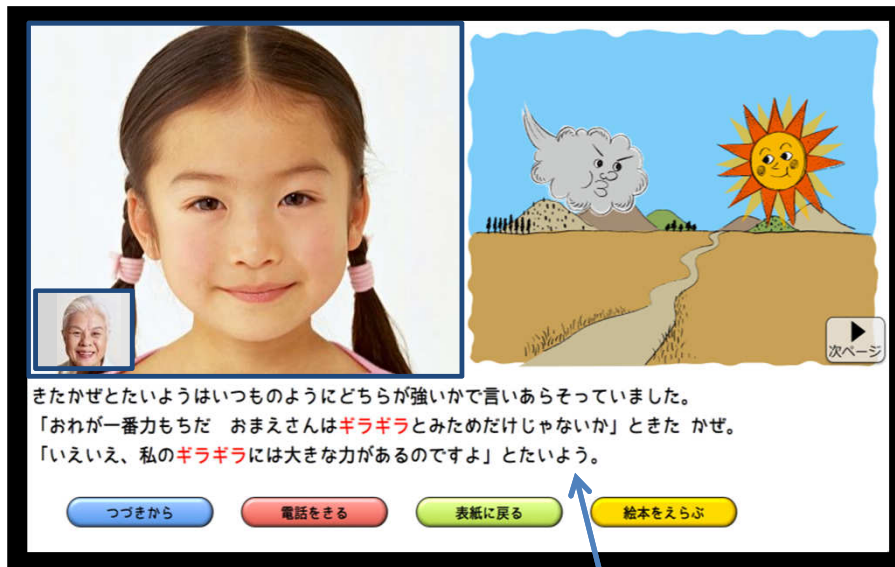 次ページ
きたかぜとたいようはいつものようにどちらが強いかで言いあらそっていました。
「おれが一番力もちだ　おまえさんはギラギラとみためだけじゃないか」ときた かぜ。
「いえいえ、私のギラギラには大きな力があるのですよ」とたいよう。
つづきから
電話をきる
表紙に戻る
絵本をえらぶ